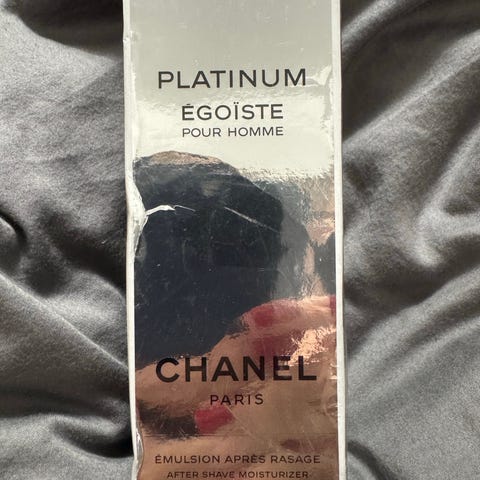 PLATINUM
ÉGOÏSTE
POUR HOMME
CHANEL
PARIS
ÉMULSION APRÈS RASAGE
AFTER SHAVE MOISTURIZER